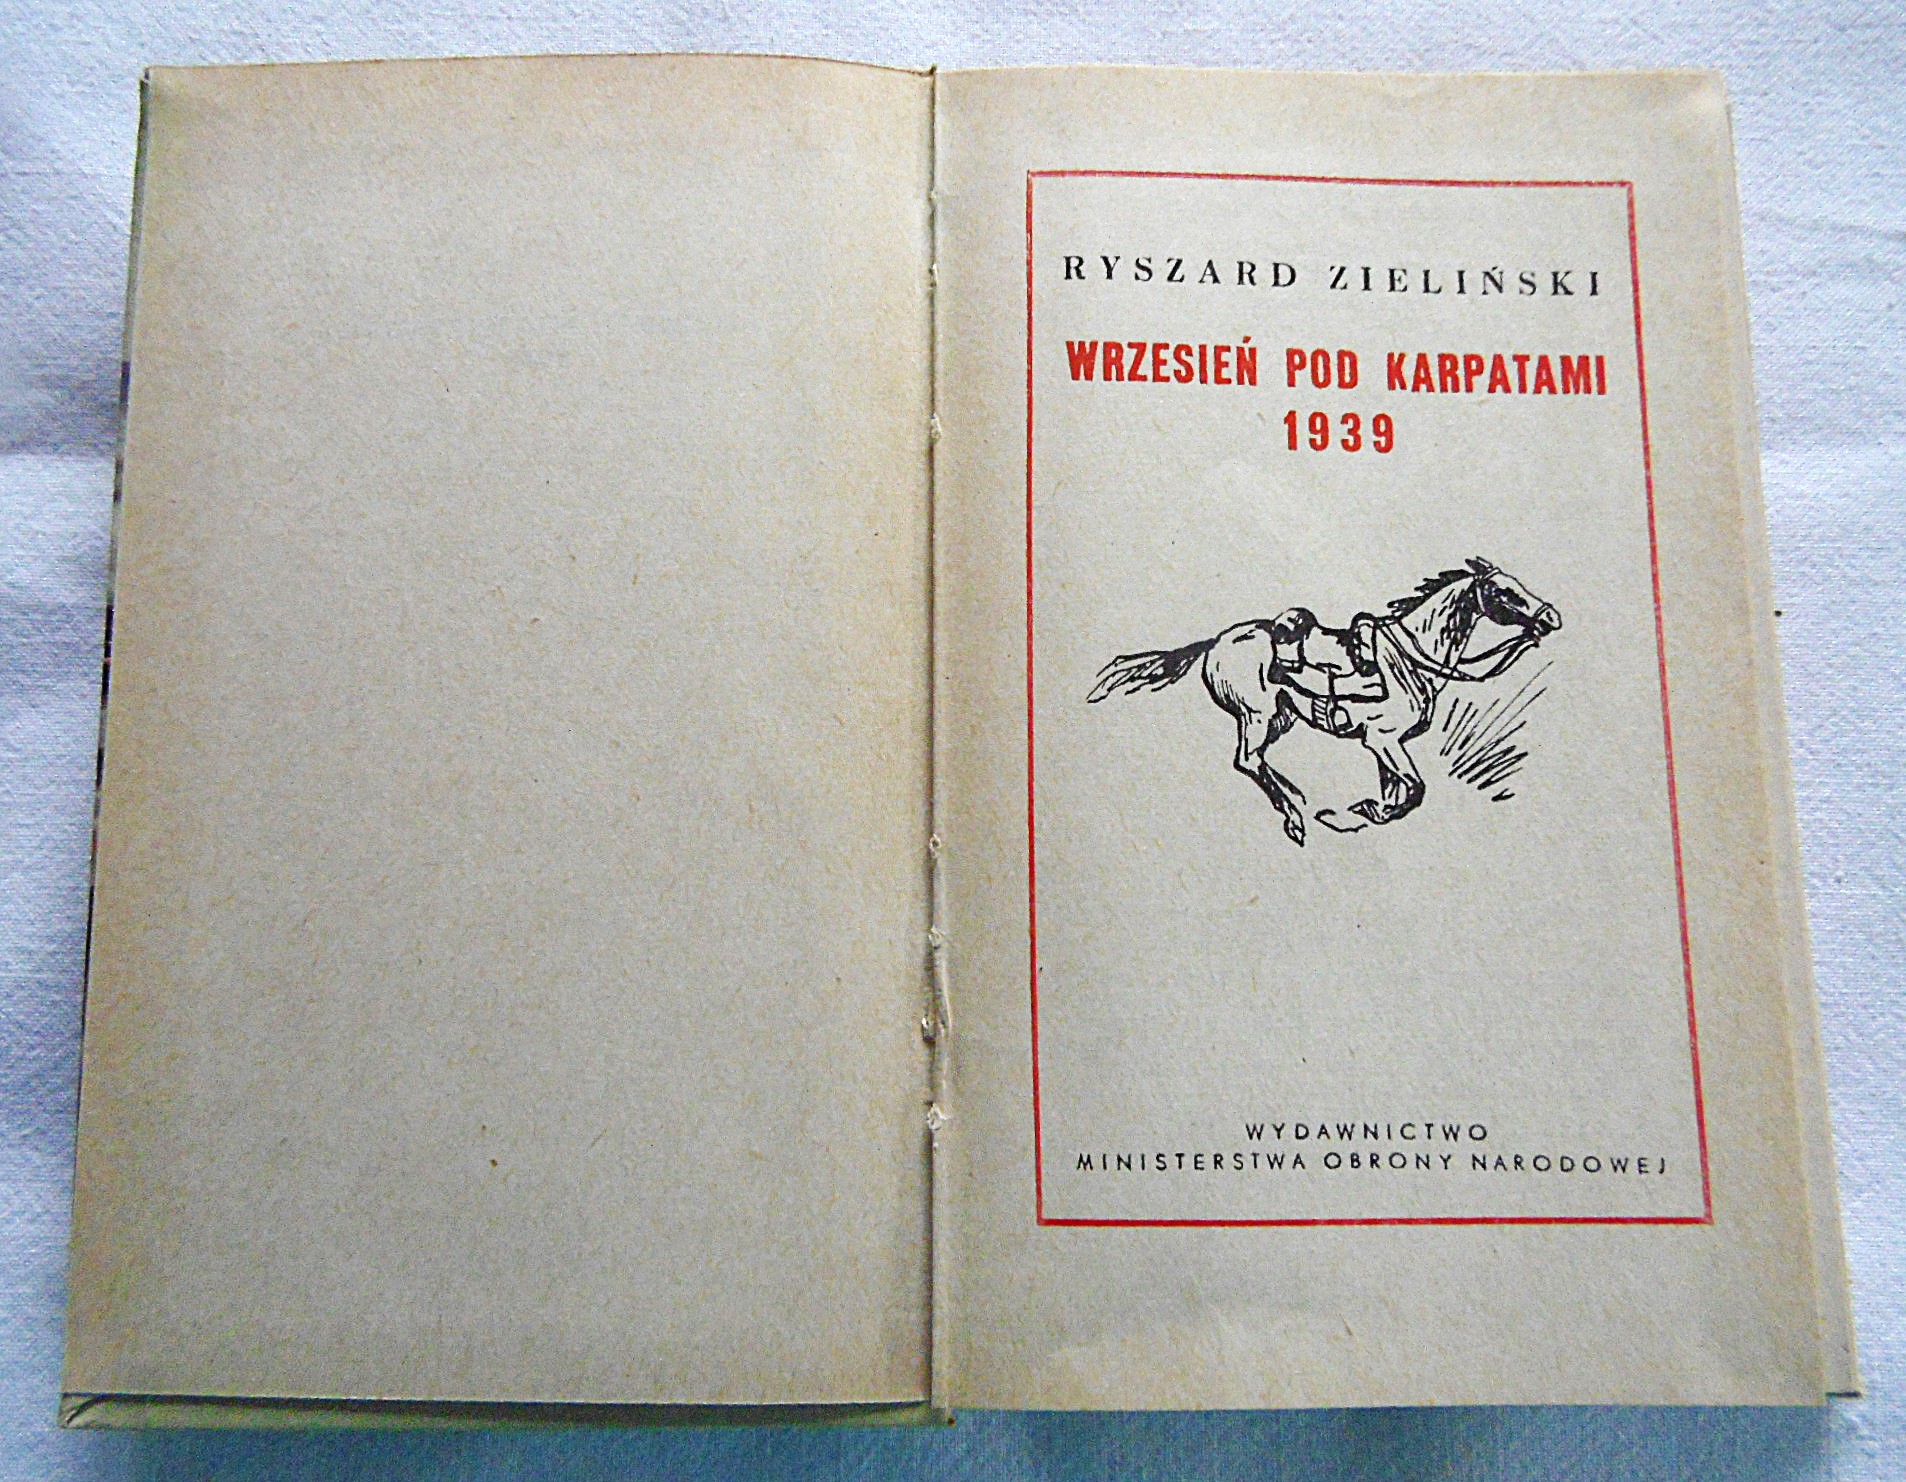 RYSZARD ZIELIŃSKI
WRZESIEŃ POD KARPATAMI
1939
WYDAWNICTWO
MINISTERSTWA OBRONY NARODOWEJ